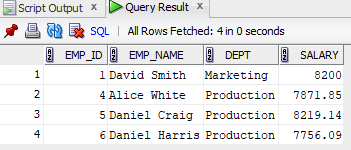 Script Output × Query Result ×
SQL | All Rows Fetched: 4 in 0 seconds
EMP_ID EMP_NAME DEPT SALARY
1 1 David Smith Marketing 8200
2 4 Alice White Production 7871.85
3 5 Daniel Craig Production 8219.14
4 6 Daniel Harris Production 7756.09